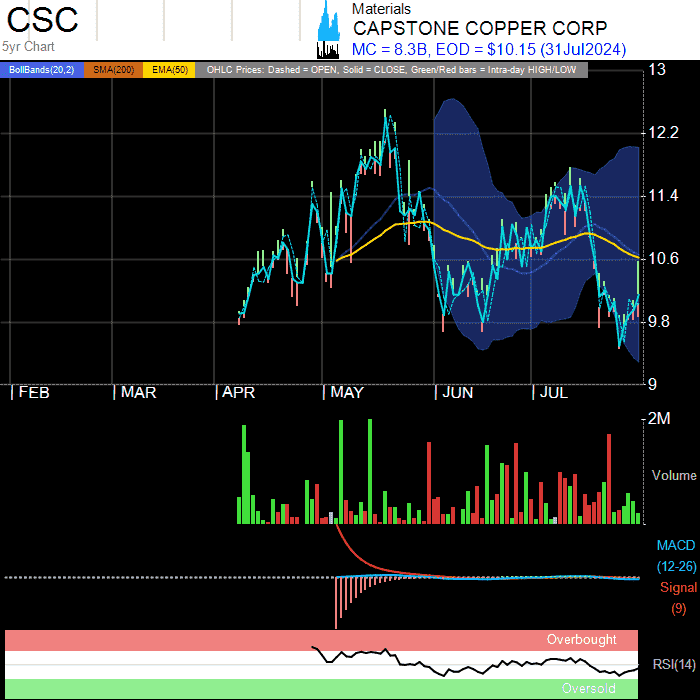 CSC
5yr Chart
Materials
CAPSTONE COPPER CORP
MC = 8.3B, EOD = $10.15 (31Jul2024)
BollBands(20,2) SMA(200) EMA(50) OHLC Prices: Dashed = OPEN, Solid = CLOSE, Green/Red bars = Intra-day HIGH/LOW
13
12.2
11.4
10.6
9.8
9
FEB MAR APR MAY JUN JUL
2M
Volume
MACD
(12-26)
Signal
(9)
Overbought
RSI(14)
Oversold